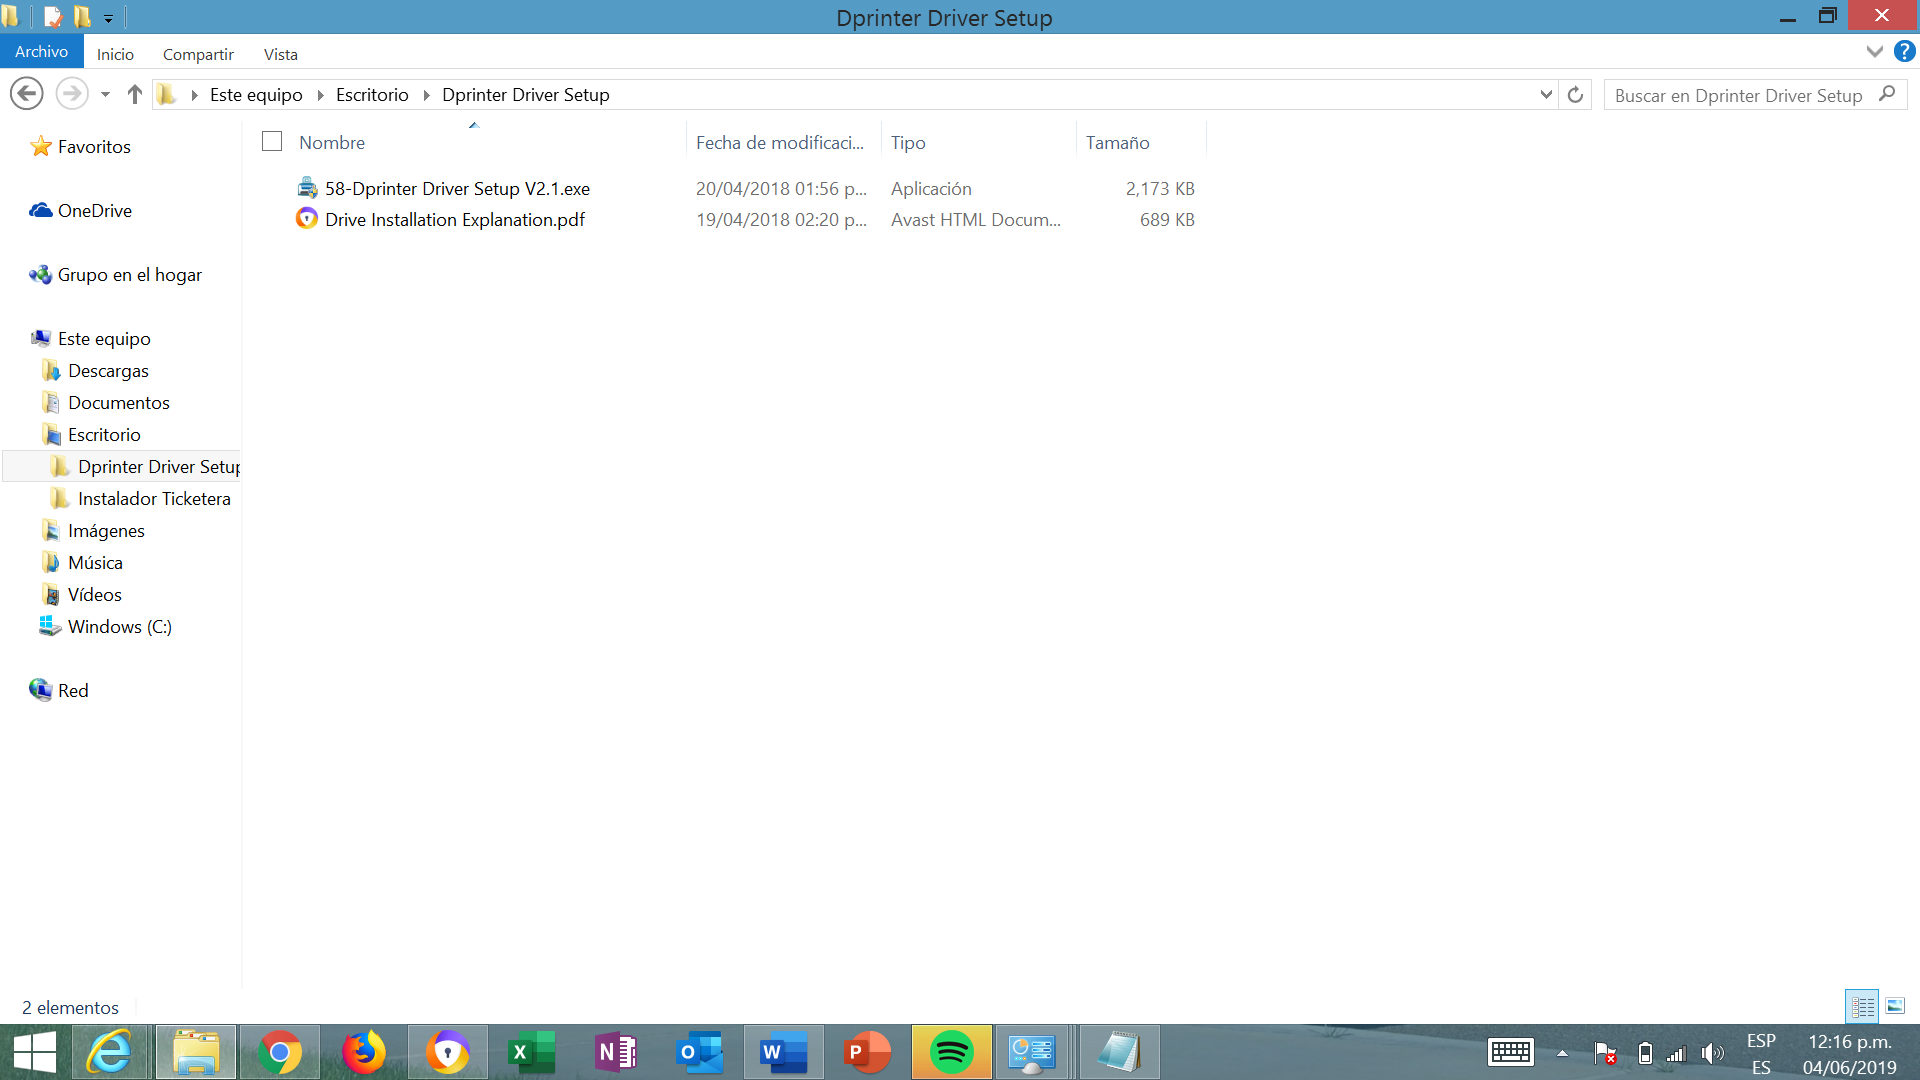 Dprinter Driver Setup
Archivo Inicio Compartir Vista
Este equipo Escritorio Dprinter Driver Setup Buscar en Dprinter Driver Setup
Favoritos
OneDrive
Grupo en el hogar
Este equipo
Descargas
Documentos
Escritorio
Dprinter Driver Setup
Instalador Ticketera
Imágenes
Música
Vídeos
Windows (C:)
Red
Nombre Fecha de modificaci... Tipo Tamaño
58-Dprinter Driver Setup V2.1.exe 20/04/2018 01:56 p... Aplicación 2,173 KB
Drive Installation Explanation.pdf 19/04/2018 02:20 p... Avast HTML Docum... 689 KB
2 elementos
ESP 12:16 p.m.
ES 04/06/2019